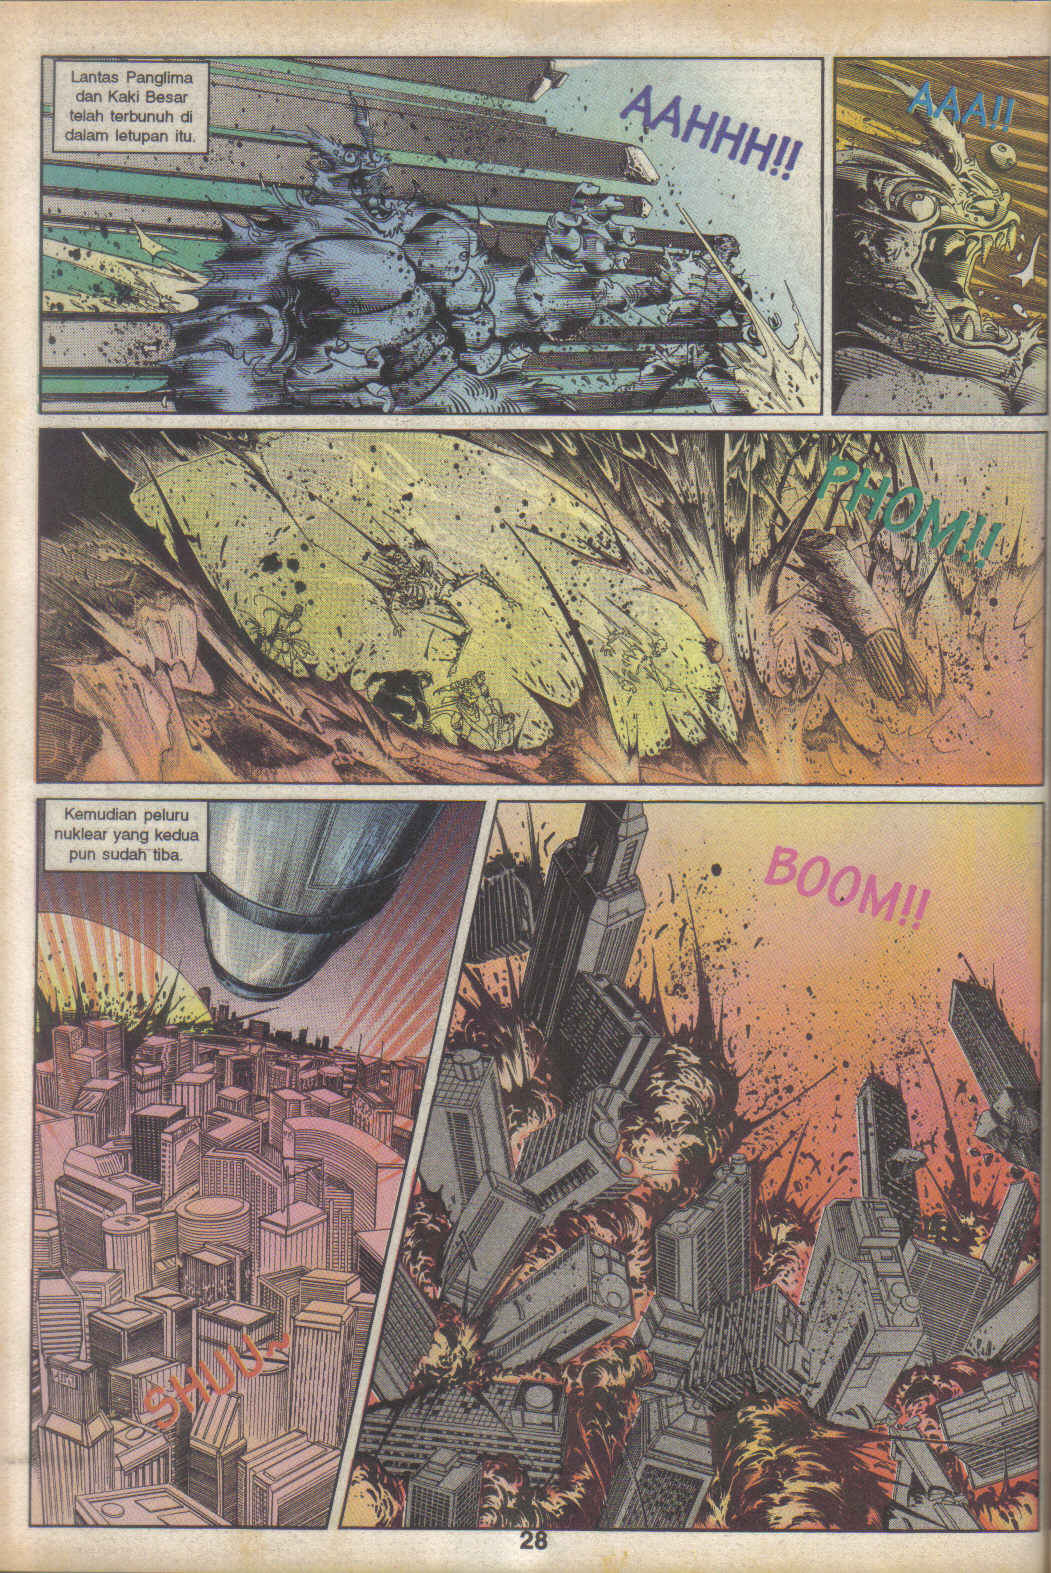 Lantas Panglima
dan Kaki Besar
telah terbunuh di
dalam letupan itu.
AAHHH!!
AAA!!
PHOM!!
Kemudian peluru
nuklear yang kedua
pun sudah tiba.
SHUU~
BOOM!!
28